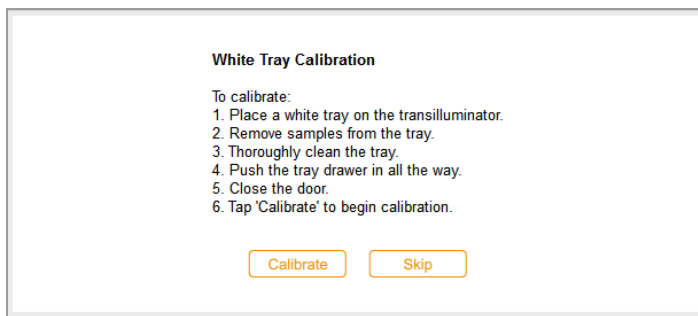 White Tray Calibration
To calibrate:
1. Place a white tray on the transilluminator.
2. Remove samples from the tray.
3. Thoroughly clean the tray.
4. Push the tray drawer in all the way.
5. Close the door.
6. Tap 'Calibrate' to begin calibration.
Calibrate Skip